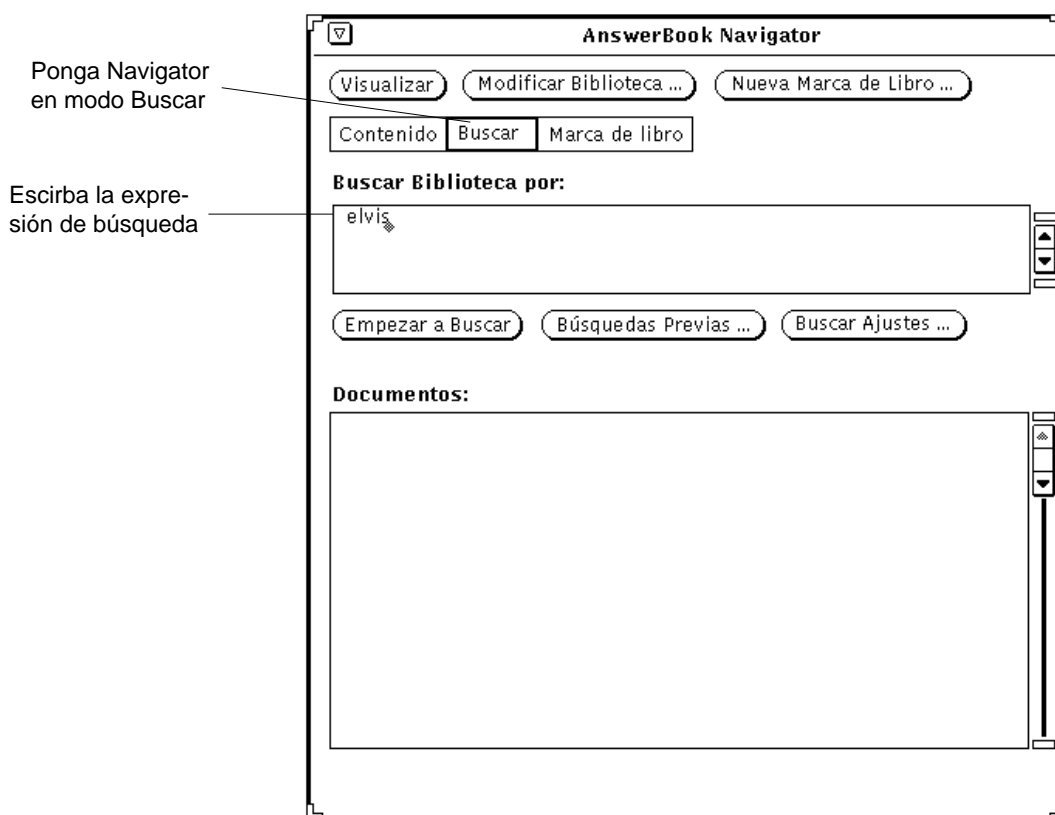 AnswerBook Navigator
Ponga Navigator
en modo Buscar
Visualizar Modificar Biblioteca ... Nueva Marca de Libro ...
Contenido Buscar Marca de libro
Buscar Biblioteca por:
Escirba la expre-
sión de búsqueda
elvis
Empezar a Buscar Búsquedas Previas ... Buscar Ajustes ...
Documentos: